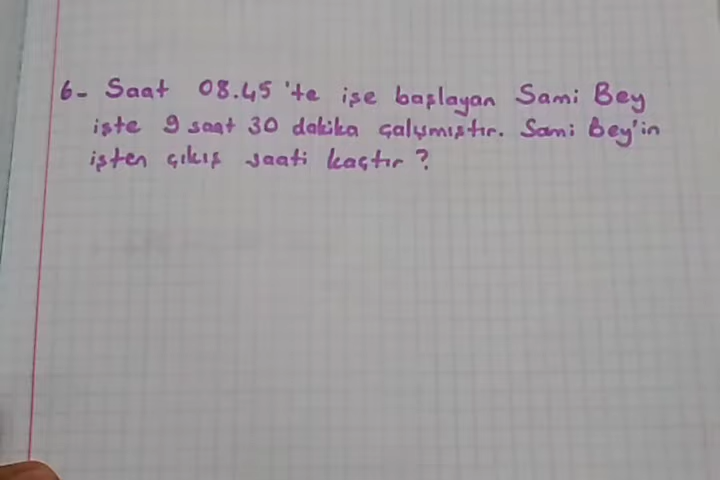 6- Saat 08.45'te işe başlayan Sami Bey
işte 9 saat 30 dakika çalışmıştır. Sami Bey'in
işten çıkış saati kaçtır?